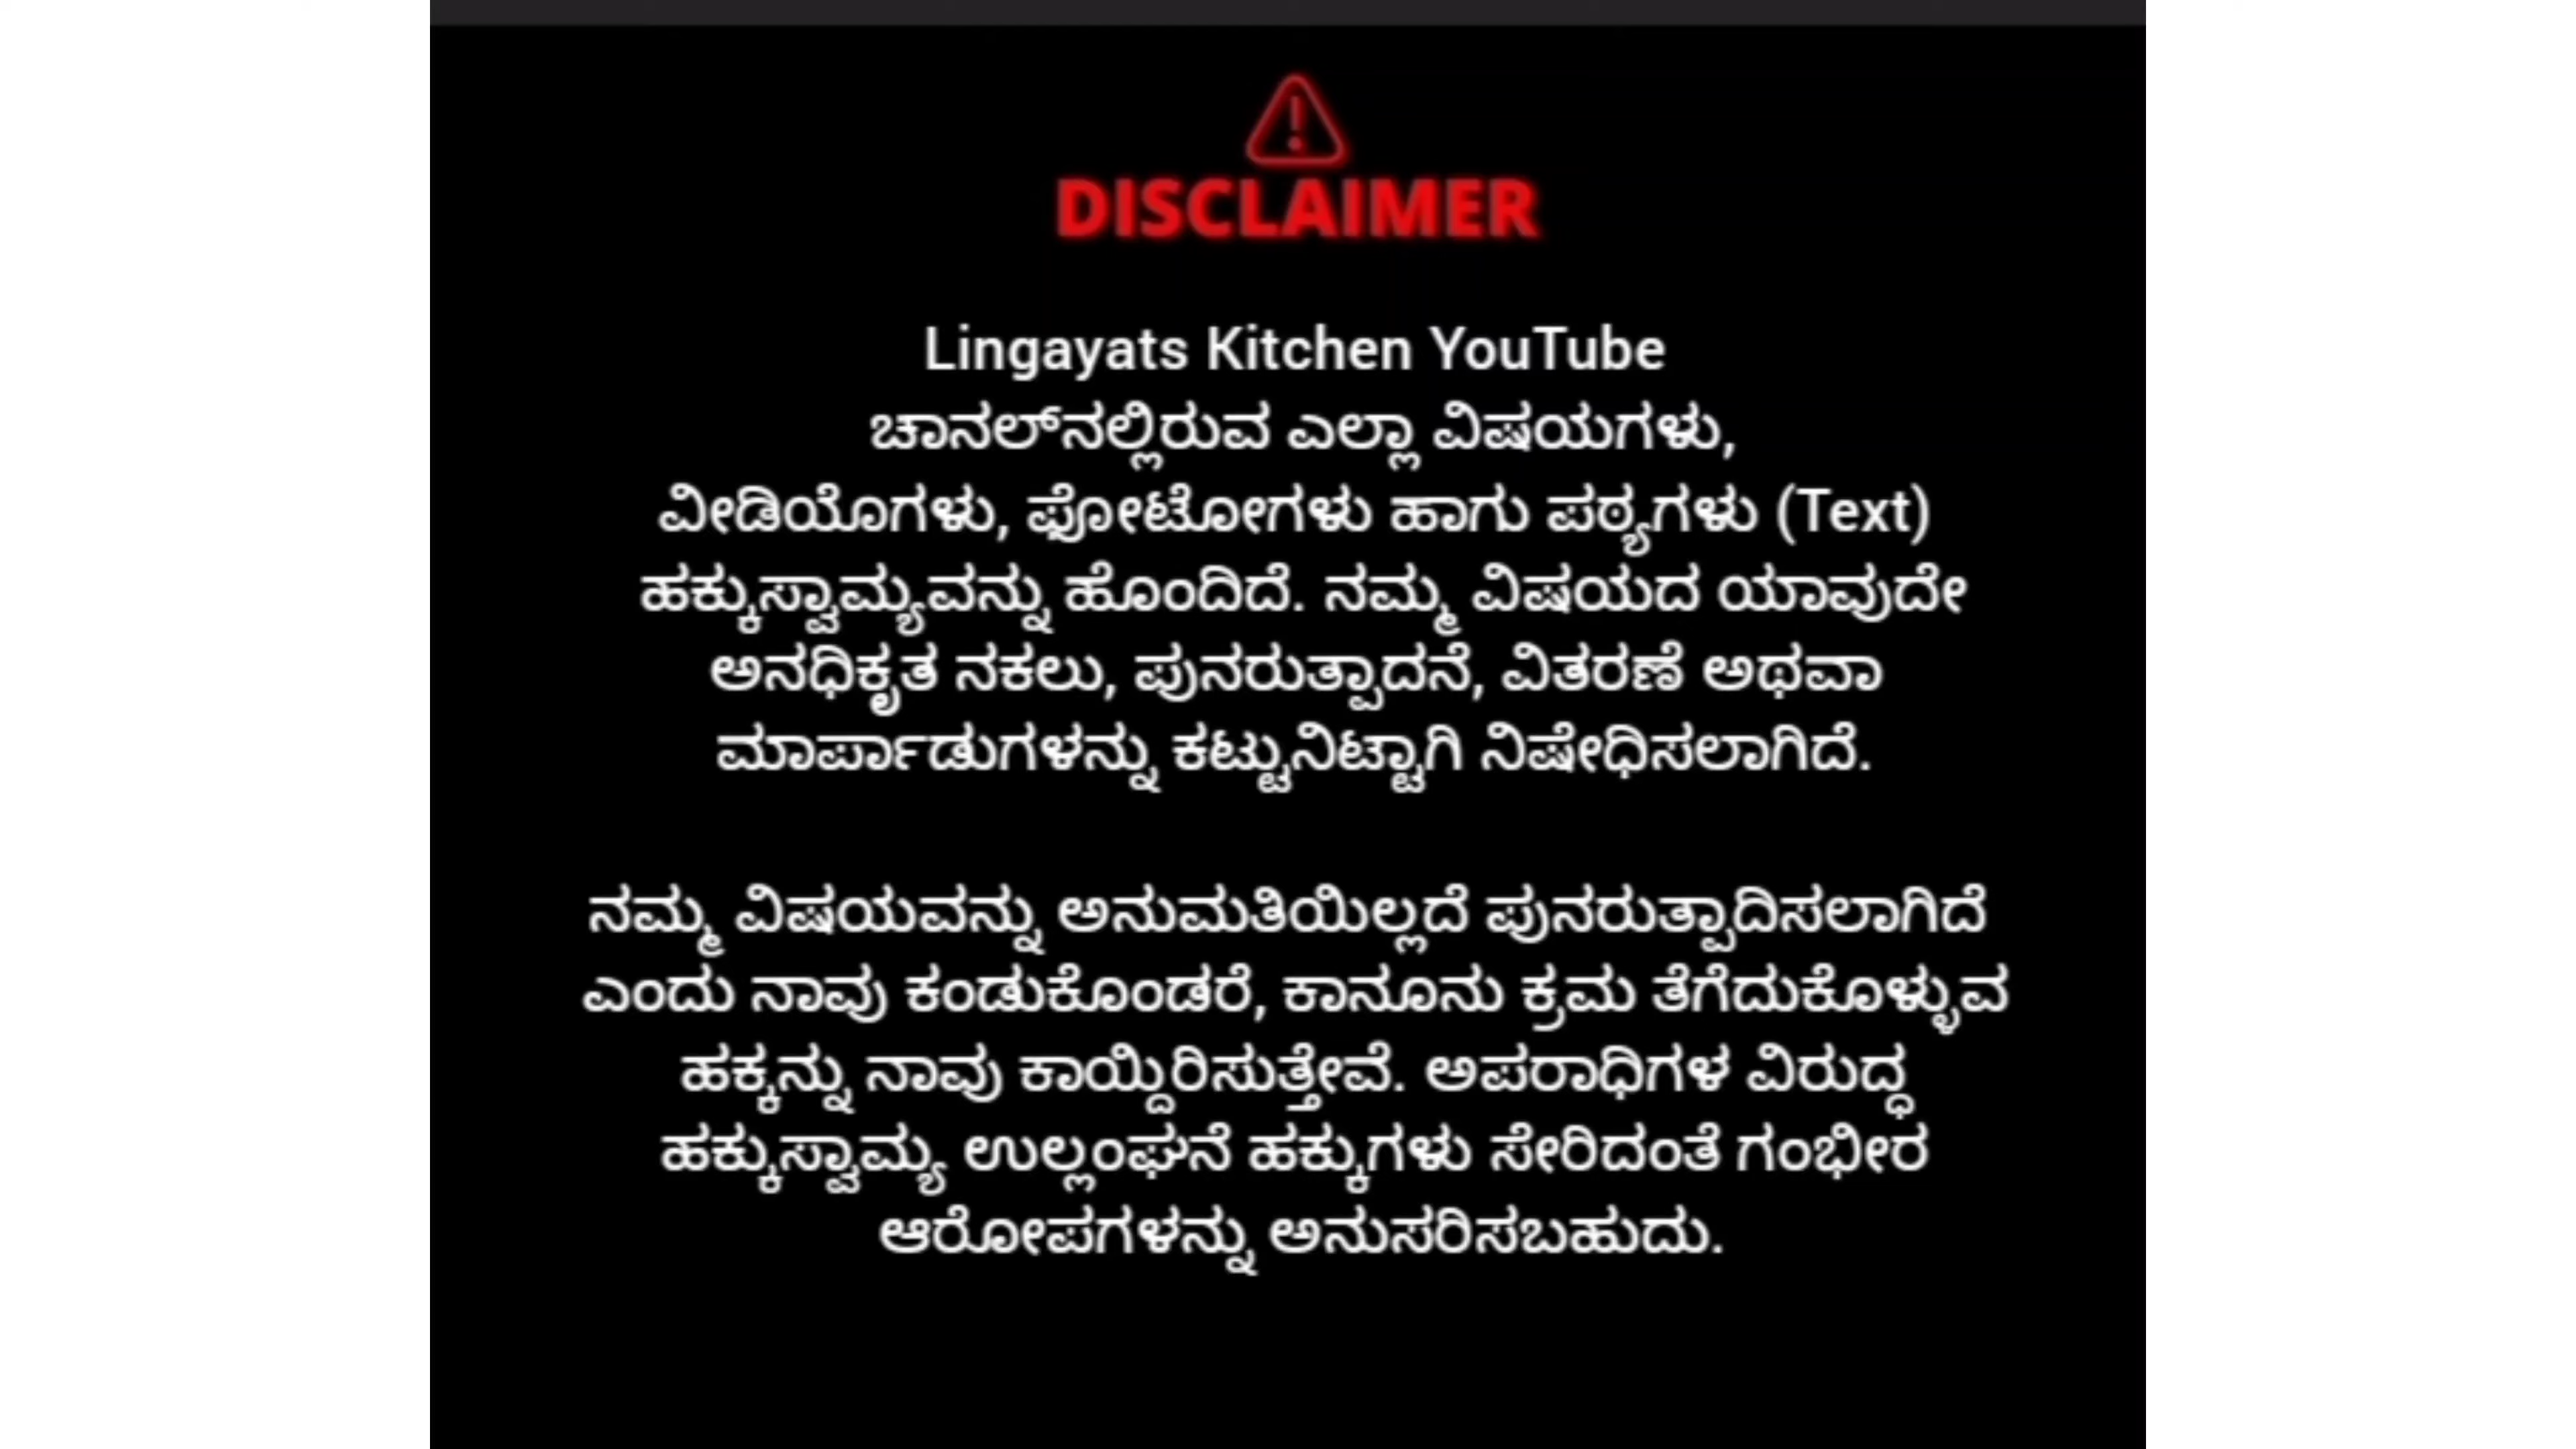 DISCLAIMER
Lingayats Kitchen YouTube
ಚಾನಲ್‌ನಲ್ಲಿರುವ ಎಲ್ಲಾ ವಿಷಯಗಳು,
ವೀಡಿಯೊಗಳು, ಫೋಟೋಗಳು ಹಾಗು ಪಠ್ಯಗಳು (Text)
ಹಕ್ಕುಸ್ವಾಮ್ಯವನ್ನು ಹೊಂದಿದೆ. ನಮ್ಮ ವಿಷಯದ ಯಾವುದೇ
ಅನಧಿಕೃತ ನಕಲು, ಪುನರುತ್ಪಾದನೆ, ವಿತರಣೆ ಅಥವಾ
ಮಾರ್ಪಾಡುಗಳನ್ನು ಕಟ್ಟುನಿಟ್ಟಾಗಿ ನಿಷೇಧಿಸಲಾಗಿದೆ.
ನಮ್ಮ ವಿಷಯವನ್ನು ಅನುಮತಿಯಿಲ್ಲದೆ ಪುನರುತ್ಪಾದಿಸಲಾಗಿದೆ
ಎಂದು ನಾವು ಕಂಡುಕೊಂಡರೆ, ಕಾನೂನು ಕ್ರಮ ತೆಗೆದುಕೊಳ್ಳುವ
ಹಕ್ಕನ್ನು ನಾವು ಕಾಯ್ದಿರಿಸುತ್ತೇವೆ. ಅಪರಾಧಿಗಳ ವಿರುದ್ಧ
ಹಕ್ಕುಸ್ವಾಮ್ಯ ಉಲ್ಲಂಘನೆ ಹಕ್ಕುಗಳು ಸೇರಿದಂತೆ ಗಂಭೀರ
ಆರೋಪಗಳನ್ನು ಅನುಸರಿಸಬಹುದು.